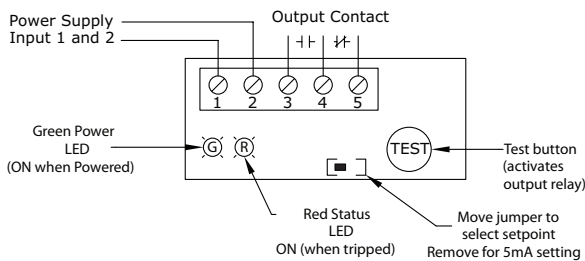 Power Supply
Input 1 and 2
Output Contact
1 2 3 4 5
Green Power
LED
(ON when Powered)
G
R
TEST
Test button
(activates
output relay)
Red Status
LED
ON (when tripped)
Move jumper to
select setpoint
Remove for 5mA setting